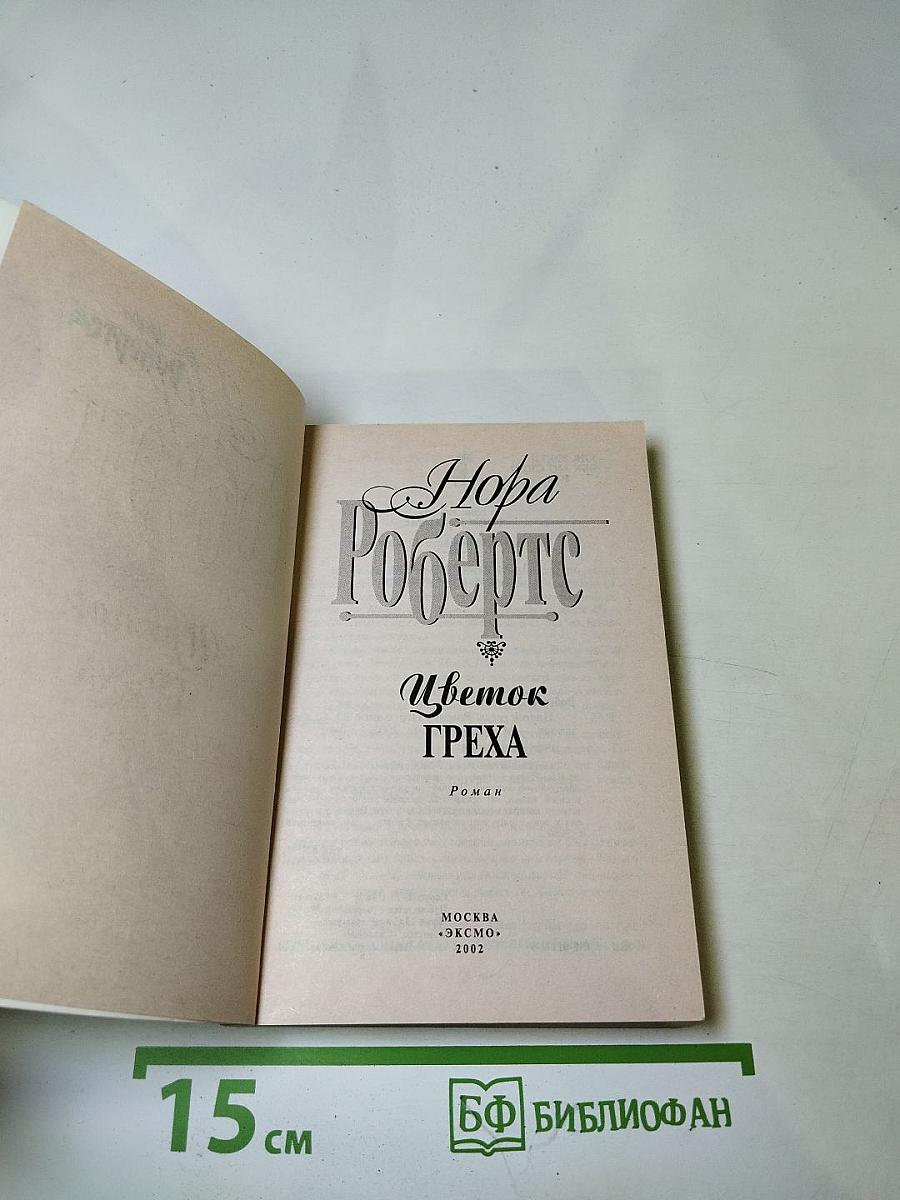 Нора
Робертс
Цветок
ГРЕХА
Роман
МОСКВА
«ЭКСМО»
2002
15 см
БФ БИБЛИОФАН